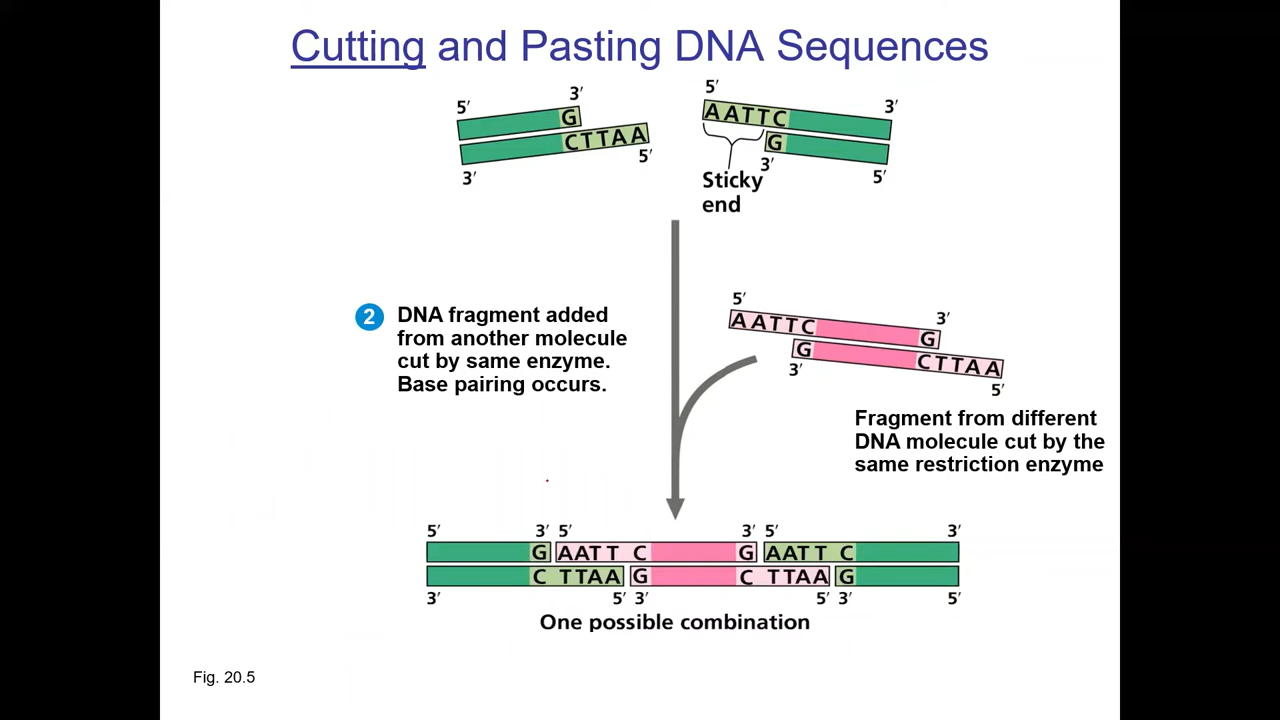 Cutting and Pasting DNA Sequences
5′ 3′
G
CTTAA
3′ 5′
5′ 3′
AATTC
G
3′ 5′
Sticky
end
2 DNA fragment added
from another molecule
cut by same enzyme.
Base pairing occurs.
5′ 3′
AATTC G
G CTTAA
3′ 5′
Fragment from different
DNA molecule cut by the
same restriction enzyme
5′ 3′ 5′ 3′ 5′ 3′
G AATT C G AATT C
C TTAA G C TTAA G
3′ 5′ 3′ 5′ 3′ 5′
One possible combination
Fig. 20.5